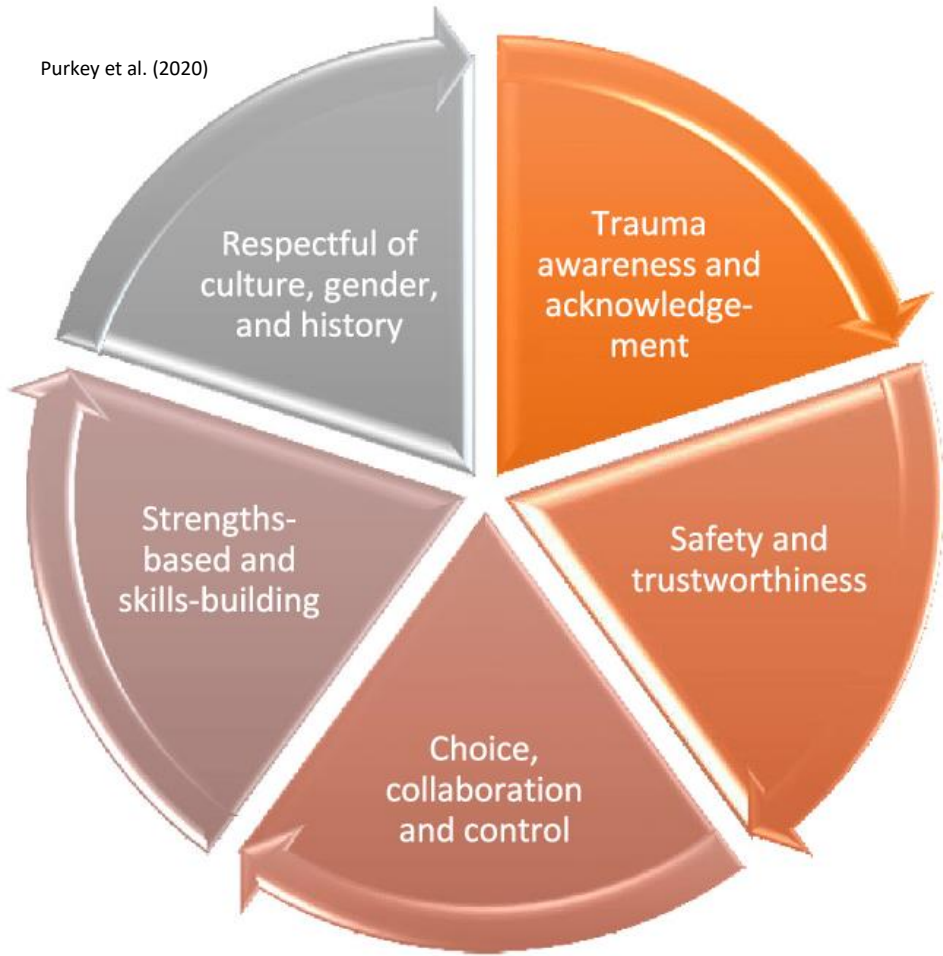 Purkey et al. (2020)
Trauma
awareness and
acknowledge-
ment
Safety and
trustworthiness
Choice,
collaboration
and control
Strengths-
based and
skills-building
Respectful of
culture, gender,
and history